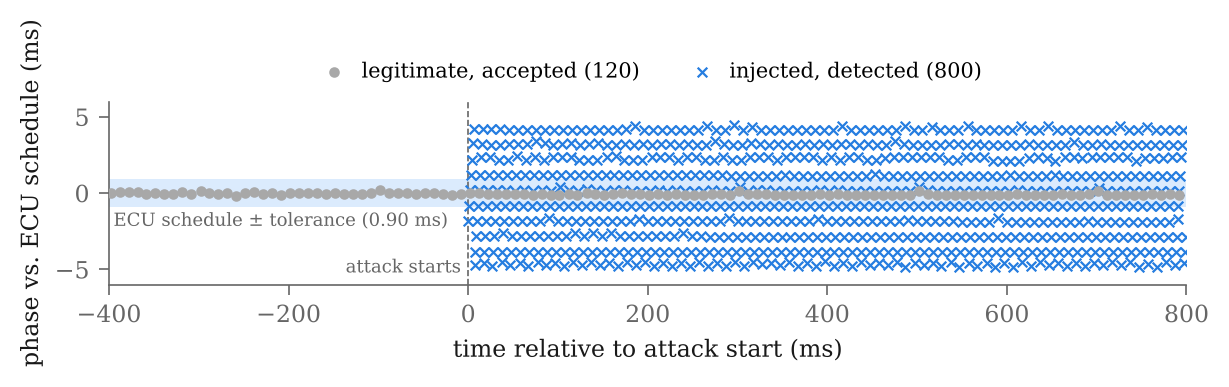 legitimate, accepted (120)
injected, detected (800)
phase vs. ECU schedule (ms)
5
0
−5
ECU schedule ± tolerance (0.90 ms)
attack starts
−400
−200
0
200
400
600
800
time relative to attack start (ms)